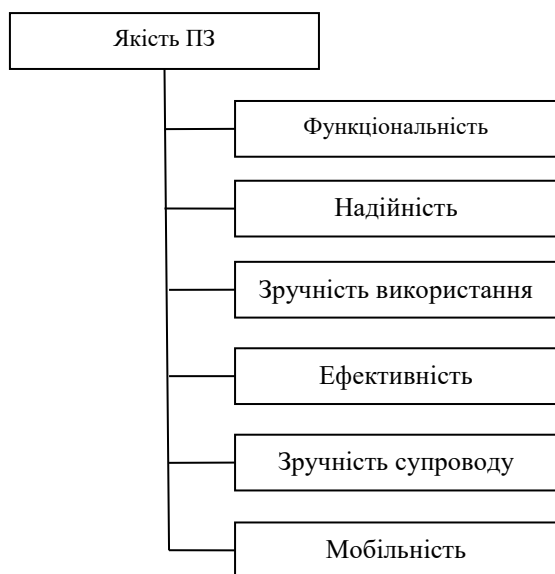 Якість ПЗ
Функціональність
Надійність
Зручність використання
Ефективність
Зручність супроводу
Мобільність